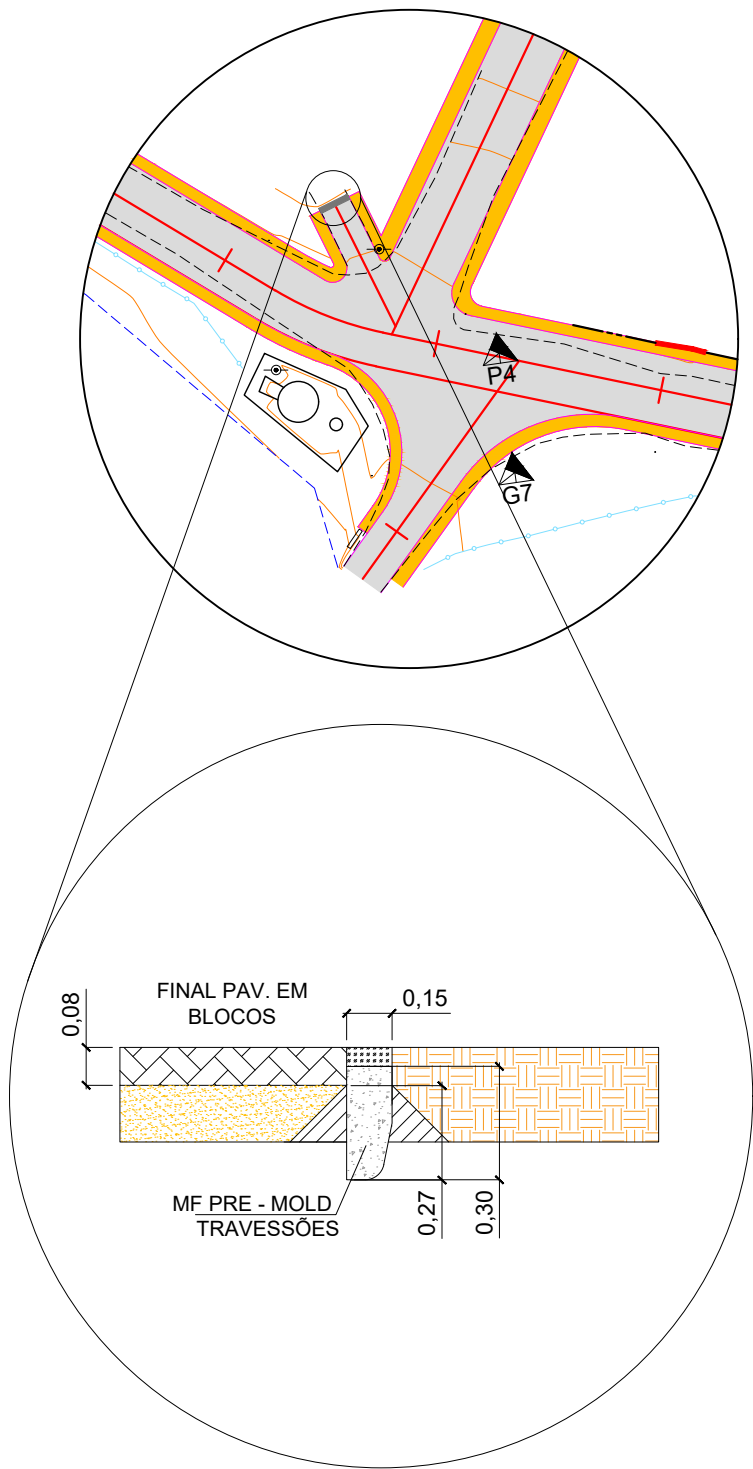 P4
G7
FINAL PAV. EM
BLOCOS
0,08
0,15
MF PRE - MOLD
TRAVESSÕES
0,27
0,30